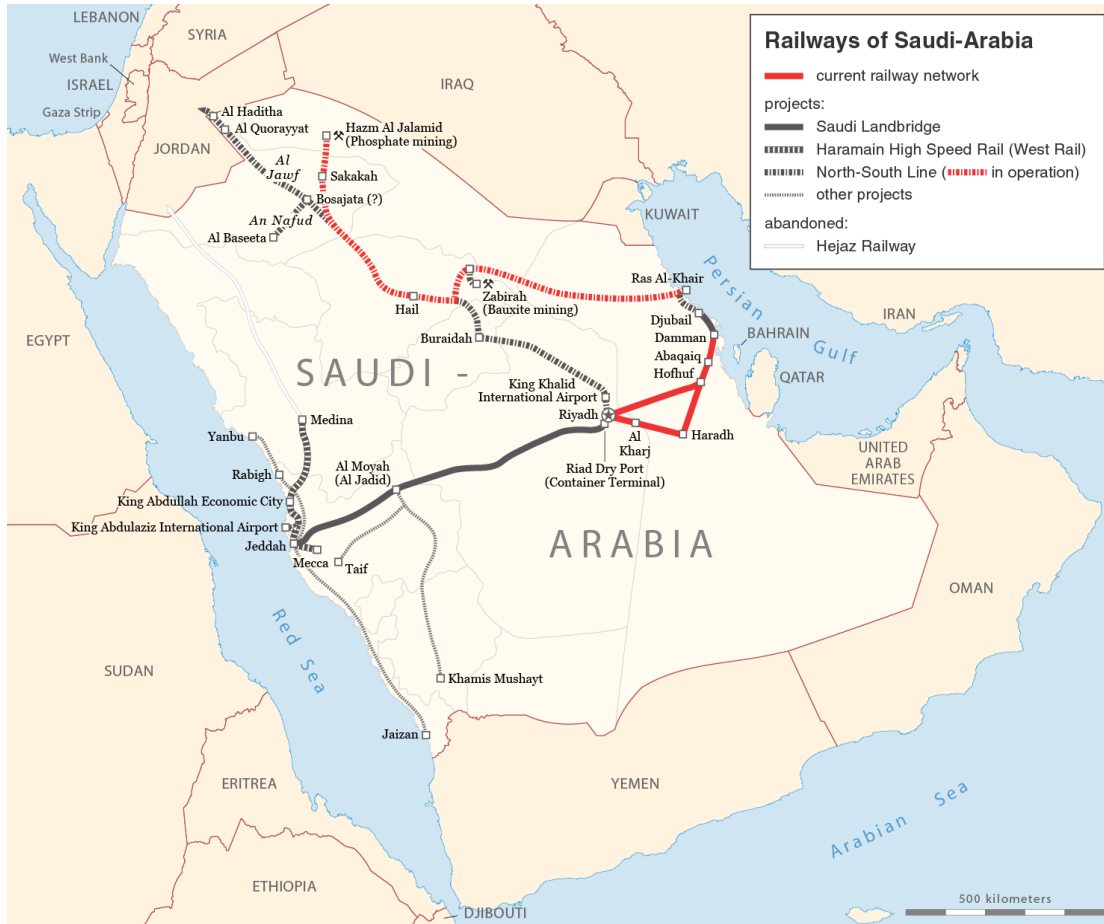 LEBANON
SYRIA
West Bank
ISRAEL
Gaza Strip
JORDAN
IRAQ
Railways of Saudi-Arabia
current railway network
projects:
Saudi Landbridge
Haramain High Speed Rail (West Rail)
North-South Line (in operation)
other projects
abandoned:
Hejaz Railway
Al Haditha
Al Quorayyat
Hazm Al Jalamid
(Phosphate mining)
Al
Jawf
Sakakah
Bosajata (?)
An Nafud
Al Baseeta
KUWAIT
Persian Gulf
IRAN
Ras Al-Khair
Zabirah
(Bauxite mining)
Hail
Djubail
Damman
BAHRAIN
EGYPT
Buraidah
Abaqaiq
Hofhuf
QATAR
SAUDI -
King Khalid
International Airport
Riyadh
Medina
Yanbu
Al
Kharj
Haradh
UNITED
ARAB
EMIRATES
Rabigh
Al Moyah
(Al Jadid)
Riad Dry Port
(Container Terminal)
King Abdullah Economic City
King Abdulaziz International Airport
Jeddah
Mecca
Taif
ARABIA
OMAN
Red Sea
SUDAN
Khamis Mushayt
Jaizan
ERITREA
YEMEN
Arabian Sea
ETHIOPIA
DJIBOUTI
500 kilometers